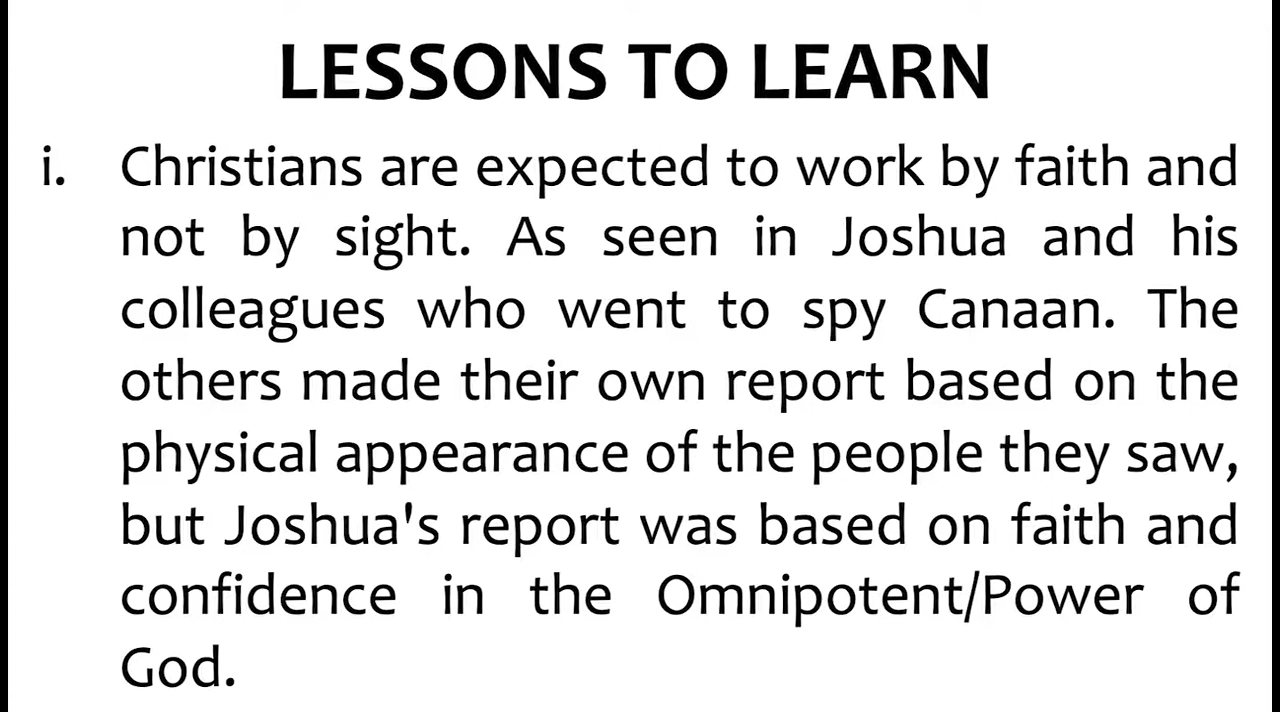 LESSONS TO LEARN
i. Christians are expected to work by faith and
not by sight. As seen in Joshua and his
colleagues who went to spy Canaan. The
others made their own report based on the
physical appearance of the people they saw,
but Joshua's report was based on faith and
confidence in the Omnipotent/Power of
God.